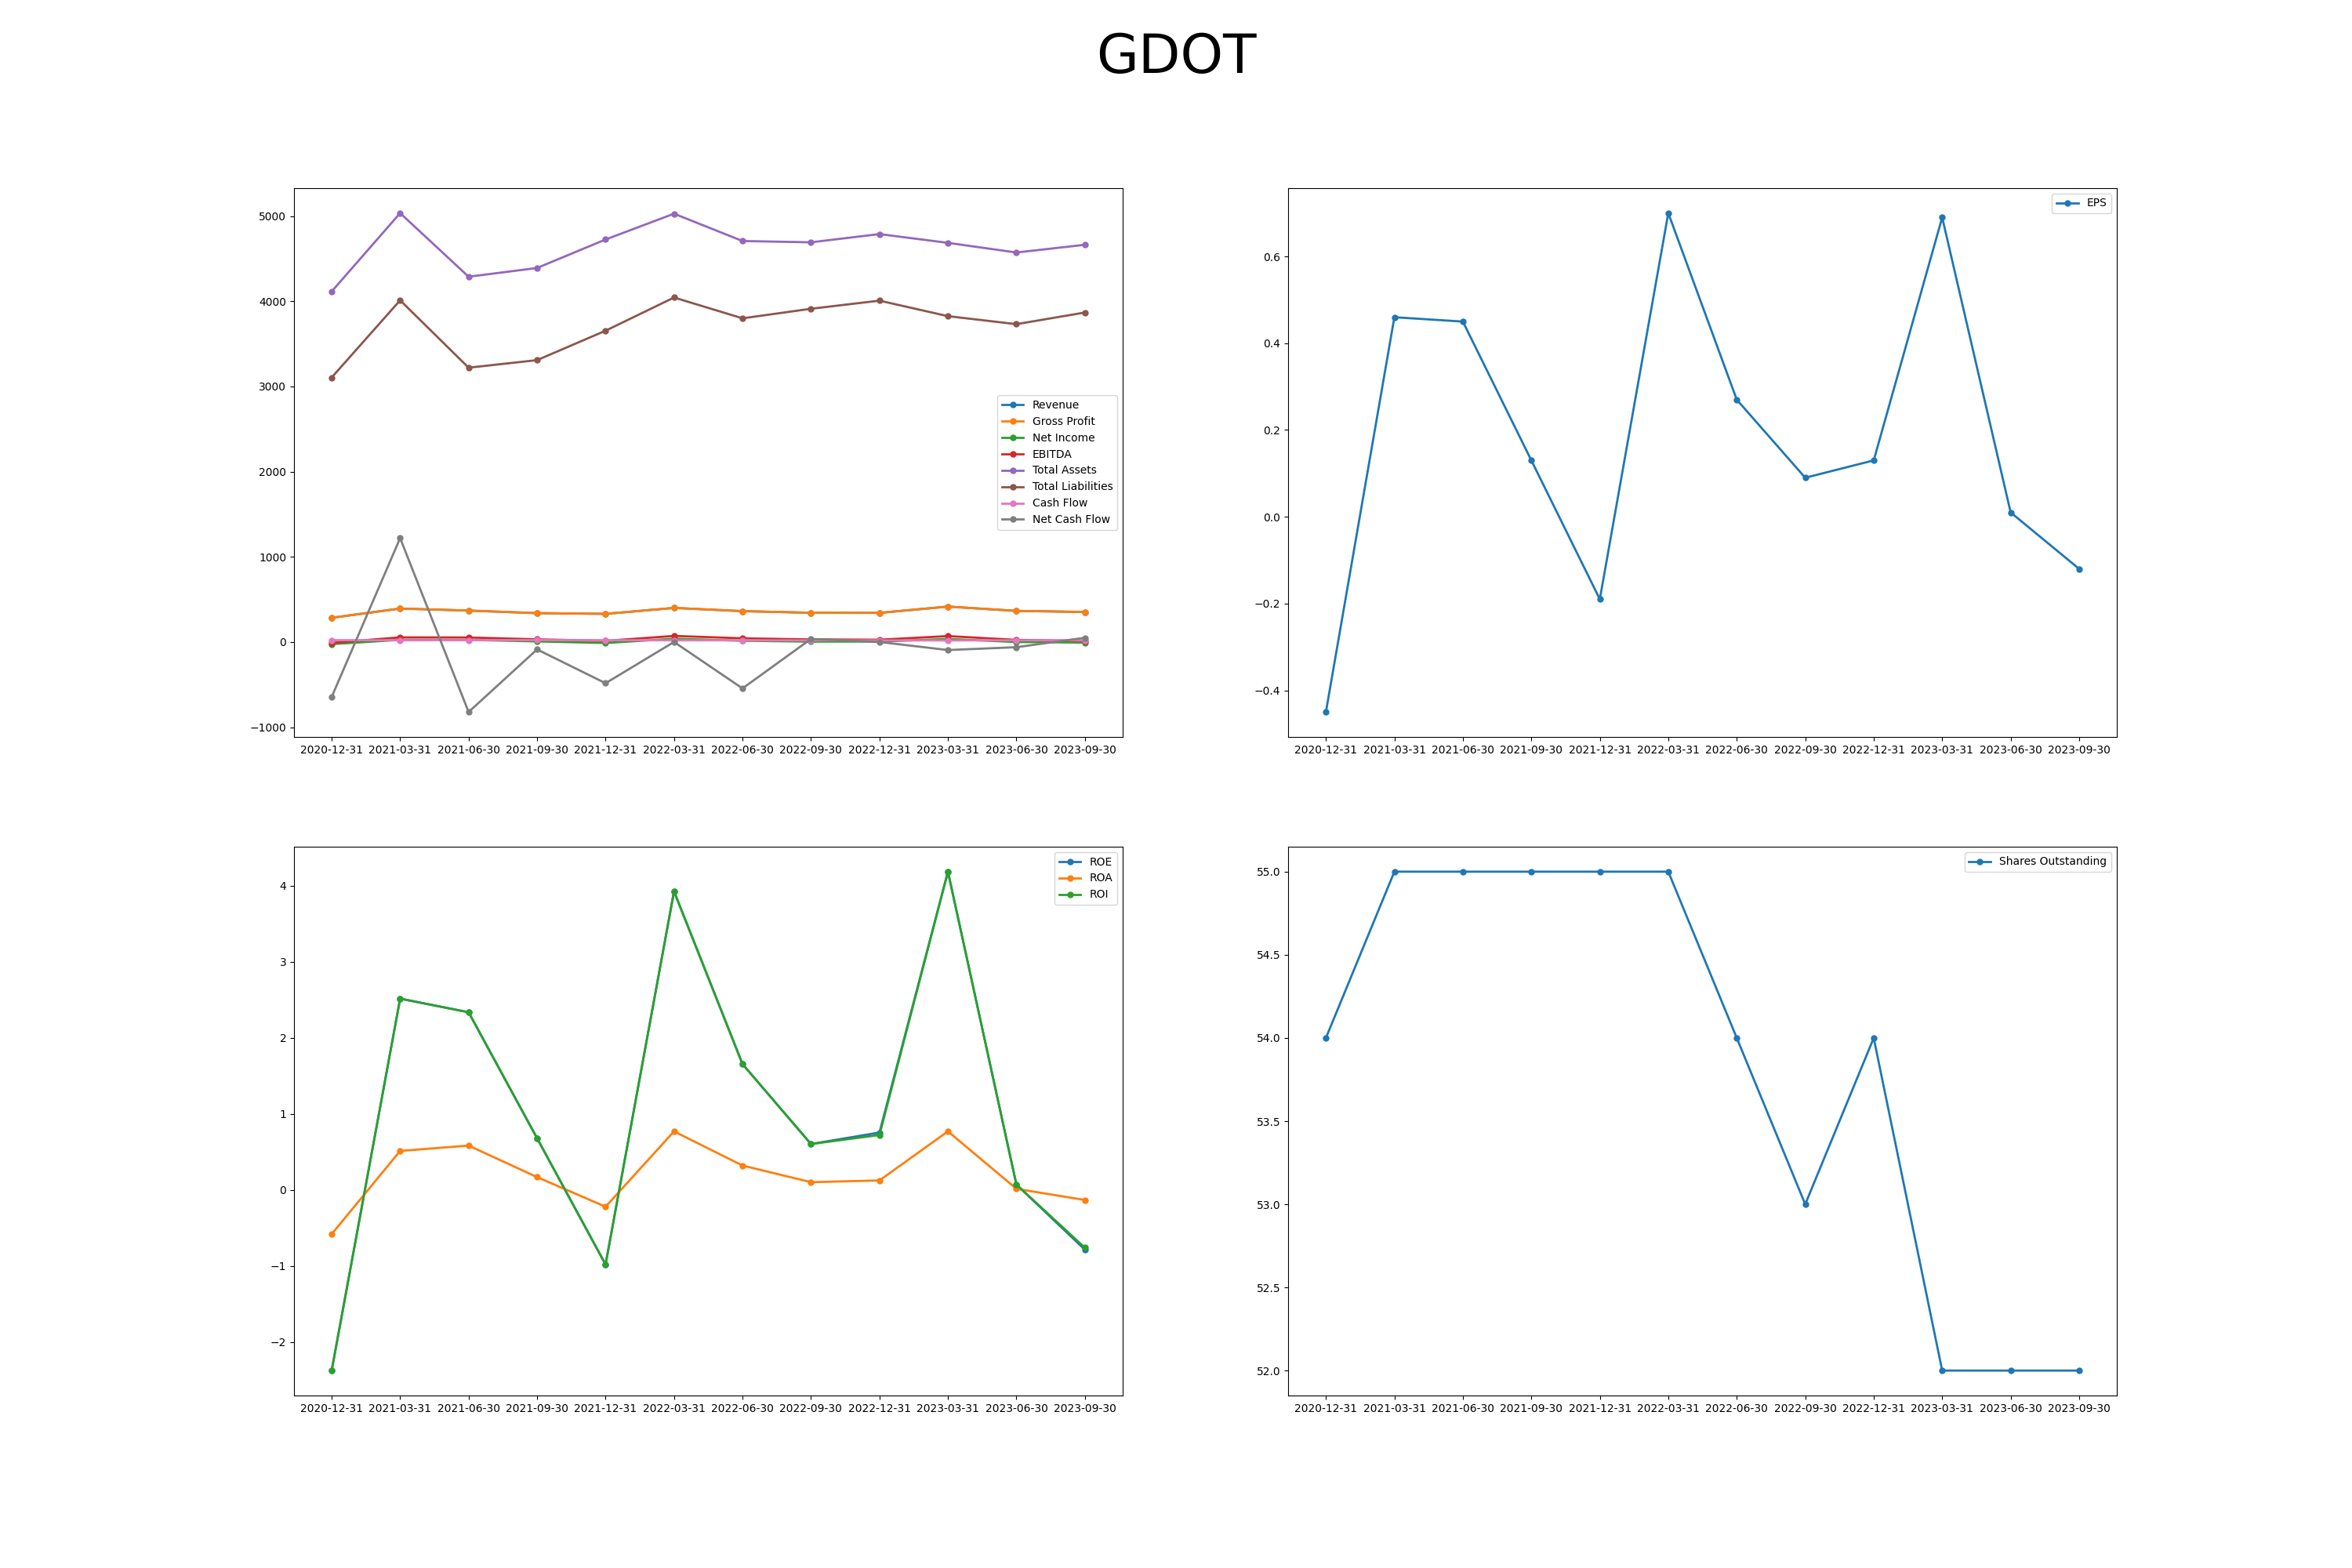 GDOT
5000
4000
3000
2000
1000
0
−1000
Revenue
Gross Profit
Net Income
EBITDA
Total Assets
Total Liabilities
Cash Flow
Net Cash Flow
2020-12-31 2021-03-31 2021-06-30 2021-09-30 2021-12-31 2022-03-31 2022-06-30 2022-09-30 2022-12-31 2023-03-31 2023-06-30 2023-09-30
EPS
0.6
0.4
0.2
0.0
−0.2
−0.4
2020-12-31 2021-03-31 2021-06-30 2021-09-30 2021-12-31 2022-03-31 2022-06-30 2022-09-30 2022-12-31 2023-03-31 2023-06-30 2023-09-30
ROE
ROA
ROI
4
3
2
1
0
−1
−2
2020-12-31 2021-03-31 2021-06-30 2021-09-30 2021-12-31 2022-03-31 2022-06-30 2022-09-30 2022-12-31 2023-03-31 2023-06-30 2023-09-30
Shares Outstanding
55.0
54.5
54.0
53.5
53.0
52.5
52.0
2020-12-31 2021-03-31 2021-06-30 2021-09-30 2021-12-31 2022-03-31 2022-06-30 2022-09-30 2022-12-31 2023-03-31 2023-06-30 2023-09-30